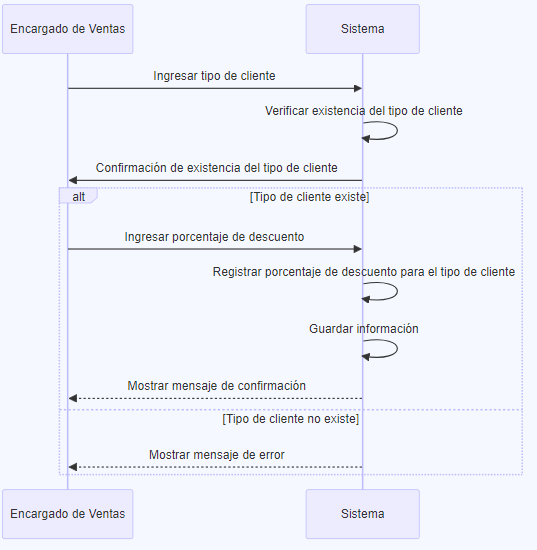 Encargado de Ventas
Sistema
Ingresar tipo de cliente
Verificar existencia del tipo de cliente
Confirmación de existencia del tipo de cliente
alt
[Tipo de cliente existe]
Ingresar porcentaje de descuento
Registrar porcentaje de descuento para el tipo de cliente
Guardar información
Mostrar mensaje de confirmación
[Tipo de cliente no existe]
Mostrar mensaje de error
Encargado de Ventas
Sistema